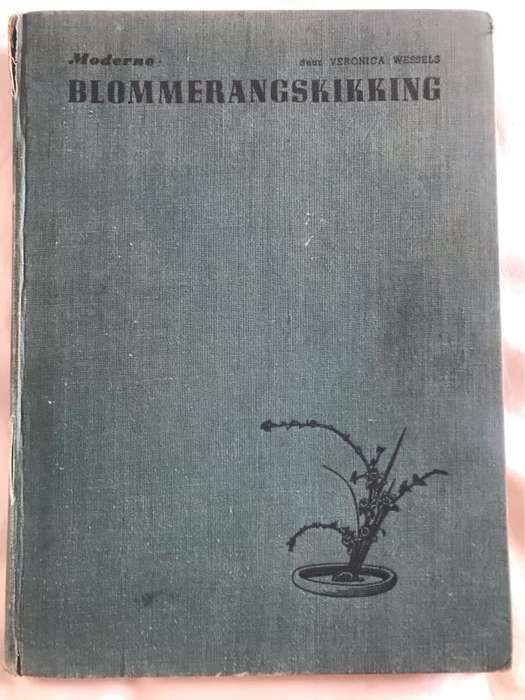 Moderne- deur VERONICA WESSELS
BLOMMERANGSKIKKING